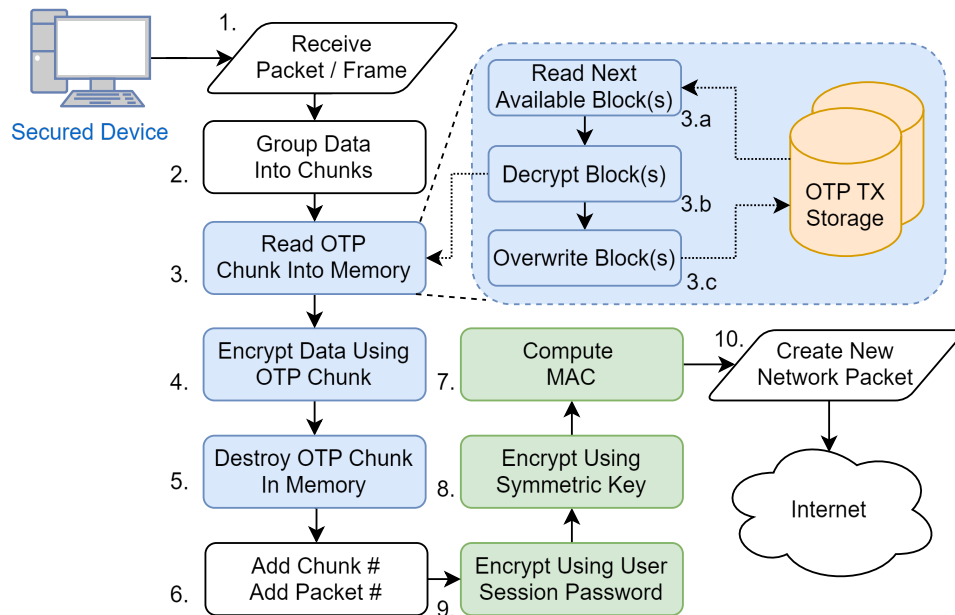 Secured Device
1.
Receive
Packet / Frame
2.
Group Data
Into Chunks
3.
Read OTP
Chunk Into Memory
Read Next
Available Block(s)
3.a
Decrypt Block(s)
3.b
Overwrite Block(s)
3.c
OTP TX
Storage
4.
Encrypt Data Using
OTP Chunk
5.
Destroy OTP Chunk
In Memory
6.
Add Chunk #
Add Packet #
7.
Compute
MAC
8.
Encrypt Using
Symmetric Key
9
Encrypt Using User
Session Password
10.
Create New
Network Packet
Internet